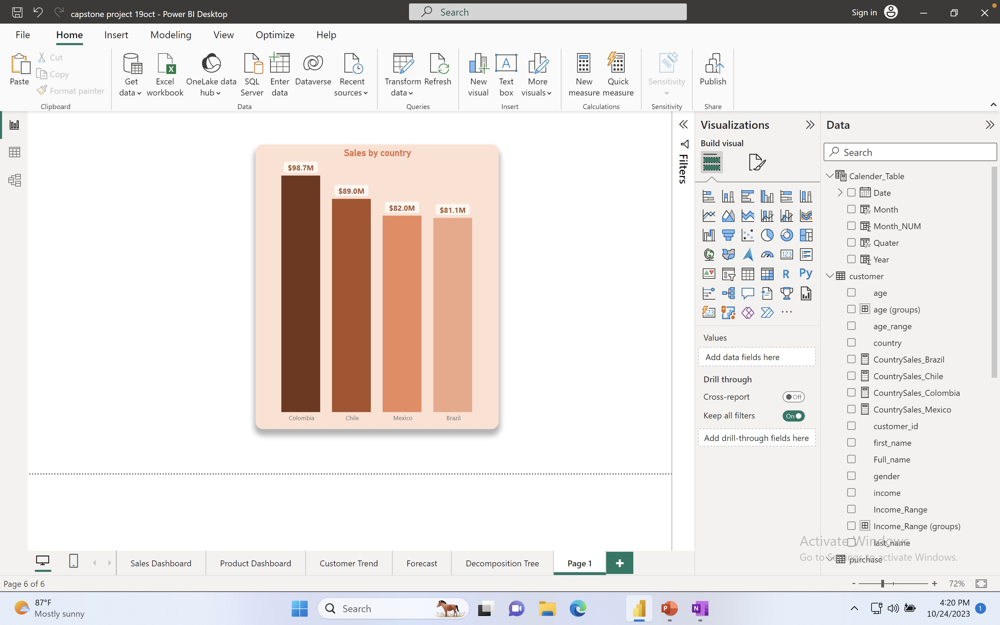 capstone project 19oct - Power BI Desktop
Search
Sign in
File Home Insert Modeling View Optimize Help
Paste
Cut
Copy
Format painter
Clipboard
Get data
Excel workbook
OneLake data hub
SQL Server
Enter data
Dataverse
Recent sources
Data
Transform data
Refresh
Queries
New visual
A
Text box
More visuals
Insert
New measure
Quick measure
Calculations
Sensitivity
Sensitivity
Publish
Share
Sales by country
$98.7M
$89.0M
$82.0M
$81.1M
Colombia Chile Mexico Brazil
Filters
Visualizations
Build visual
123
R Py
123
Values
Add data fields here
Drill through
Cross-report Off
Keep all filters On
Add drill-through fields here
Data
Search
Calender_Table
Date
Month
Month_NUM
Quater
Year
customer
age
age (groups)
age_range
country
CountrySales_Brazil
CountrySales_Chile
CountrySales_Colombia
CountrySales_Mexico
customer_id
first_name
Full_name
gender
income
Income_Range
Income_Range (groups)
last_name
purchase
Activate Windows
Go to Settings to activate Windows.
Sales Dashboard Product Dashboard Customer Trend Forecast Decomposition Tree Page 1 +
Page 6 of 6
- + 72%
87°F
Mostly sunny
Search
P
N
4:20 PM
10/24/2023
1